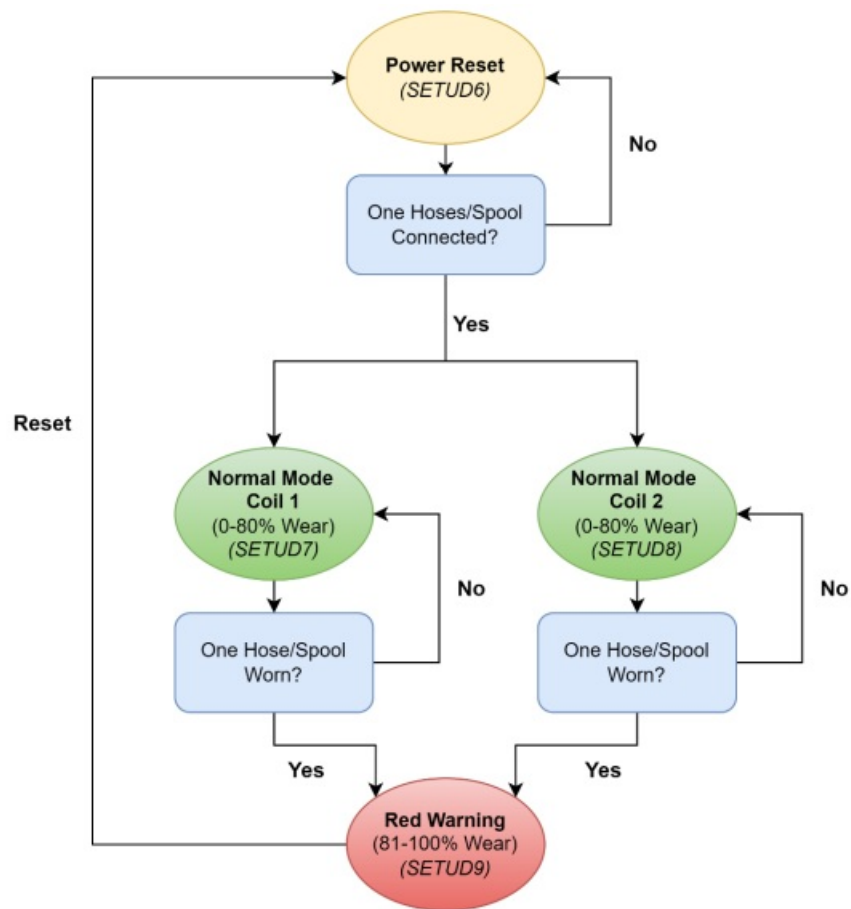 Power Reset
(SETUD6)
No
One Hoses/Spool
Connected?
Yes
Reset
Normal Mode
Coil 1
(0-80% Wear)
(SETUD7)
No
Normal Mode
Coil 2
(0-80% Wear)
(SETUD8)
No
One Hose/Spool
Worn?
One Hose/Spool
Worn?
Yes
Yes
Red Warning
(81-100% Wear)
(SETUD9)